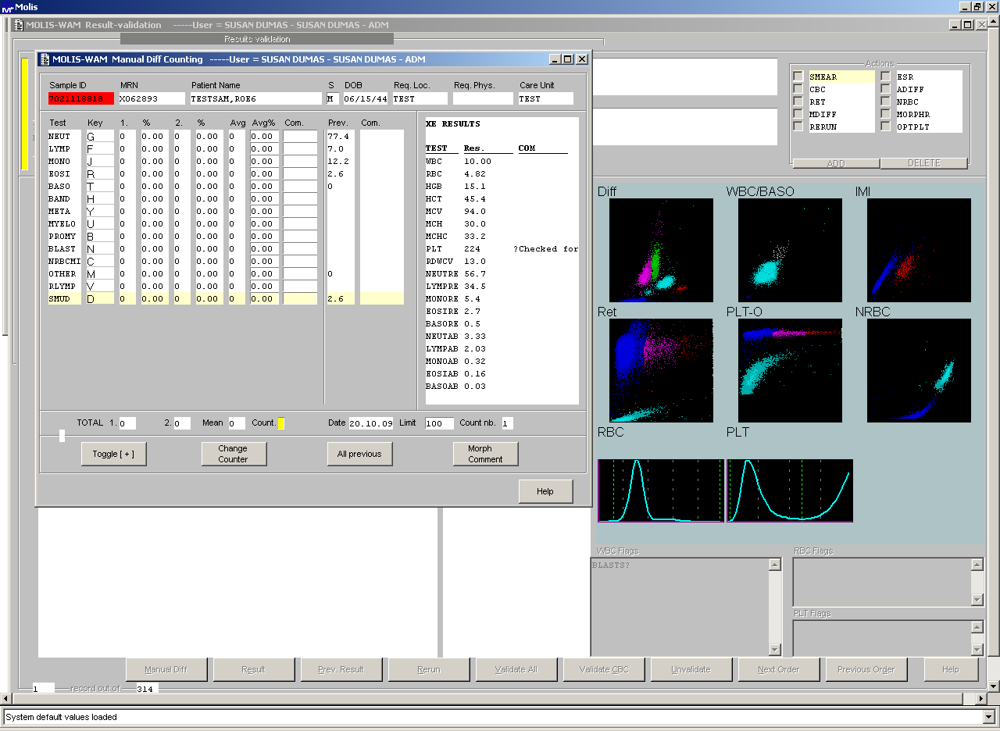 Molis
MOLIS-WAM Result-validation -----User = SUSAN DUMAS - SUSAN DUMAS - ADM
Results validation
MOLIS-WAM Manual Diff Counting -----User = SUSAN DUMAS - SUSAN DUMAS - ADM
Sample ID MRN Patient Name S DOB Req. Loc. Req. Phys. Care Unit
7021118818 X062893 TESTSAM,ROE6 M 06/15/44 TEST TEST
Test Key 1. % 2. % Avg Avg% Com. Prev. Com.
NEUT G 0 0.00 0 0.00 0 0.00 77.4
LYMP F 0 0.00 0 0.00 0 0.00 7.0
MONO J 0 0.00 0 0.00 0 0.00 12.2
EOSI R 0 0.00 0 0.00 0 0.00 2.6
BASO T 0 0.00 0 0.00 0 0.00 0
BAND H 0 0.00 0 0.00 0 0.00
META Y 0 0.00 0 0.00 0 0.00
MYELO U 0 0.00 0 0.00 0 0.00
PROMY B 0 0.00 0 0.00 0 0.00
BLAST N 0 0.00 0 0.00 0 0.00
NRBCMI C 0 0.00 0 0.00 0 0.00
OTHER M 0 0.00 0 0.00 0 0.00 0
RLYMP V 0 0.00 0 0.00 0 0.00
SMUD D 0 0.00 0 0.00 0 0.00 2.6
XE RESULTS
TEST Res. COM
WBC 10.00
RBC 4.82
HGB 15.1
HCT 45.4
MCV 94.0
MCH 30.0
MCHC 33.2
PLT 224 ?Checked for
RDWCV 13.0
NEUTRE 56.7
LYMPRE 34.5
MONORE 5.4
EOSIRE 2.7
BASORE 0.5
NEUTAB 3.33
LYMPAB 2.03
MONOAB 0.32
EOSIAB 0.16
BASOAB 0.03
TOTAL 1. 0 2. 0 Mean 0 Count. Date 20.10.09 Limit 100 Count nb. 1
Toggle [ + ]
Change
Counter
All previous
Morph
Comment
Help
Actions
SMEAR ESR
CBC ADIFF
RET NRBC
MDIFF MORPHR
RERUN OPTPLT
ADD DELETE
Diff WBC/BASO IMI
Ret PLT-O NRBC
RBC PLT
WBC Flags RBC Flags
BLASTS?
PLT Flags
Manual Diff Result Prev. Result Rerun Validate All Validate CBC Unvalidate Next Order Previous Order Help
1 record out of 314
System default values loaded